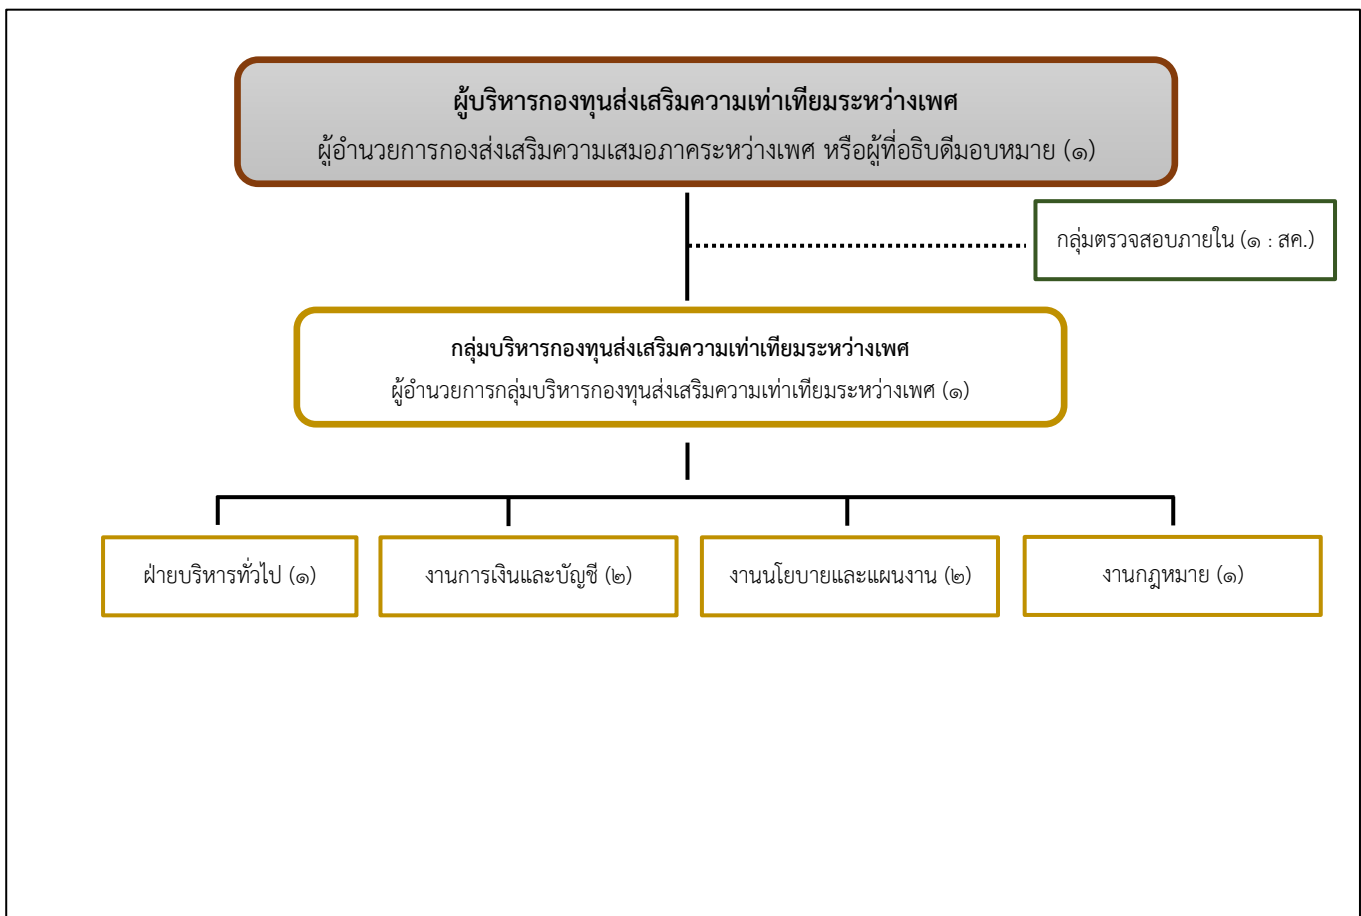 ผู้บริหารกองทุนส่งเสริมความเท่าเทียมระหว่างเพศ
ผู้อำนวยการกองส่งเสริมความเสมอภาคระหว่างเพศ หรือผู้ที่อธิบดีมอบหมาย (๑)
กลุ่มตรวจสอบภายใน (๑ : สค.)
กลุ่มบริหารกองทุนส่งเสริมความเท่าเทียมระหว่างเพศ
ผู้อำนวยการกลุ่มบริหารกองทุนส่งเสริมความเท่าเทียมระหว่างเพศ (๑)
ฝ่ายบริหารทั่วไป (๑)
งานการเงินและบัญชี (๒)
งานนโยบายและแผนงาน (๒)
งานกฎหมาย (๑)